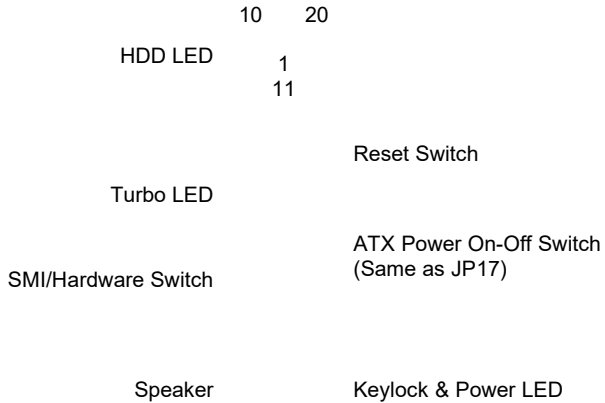 10 20
HDD LED
1
11
Reset Switch
Turbo LED
ATX Power On-Off Switch
(Same as JP17)
SMI/Hardware Switch
Speaker Keylock & Power LED